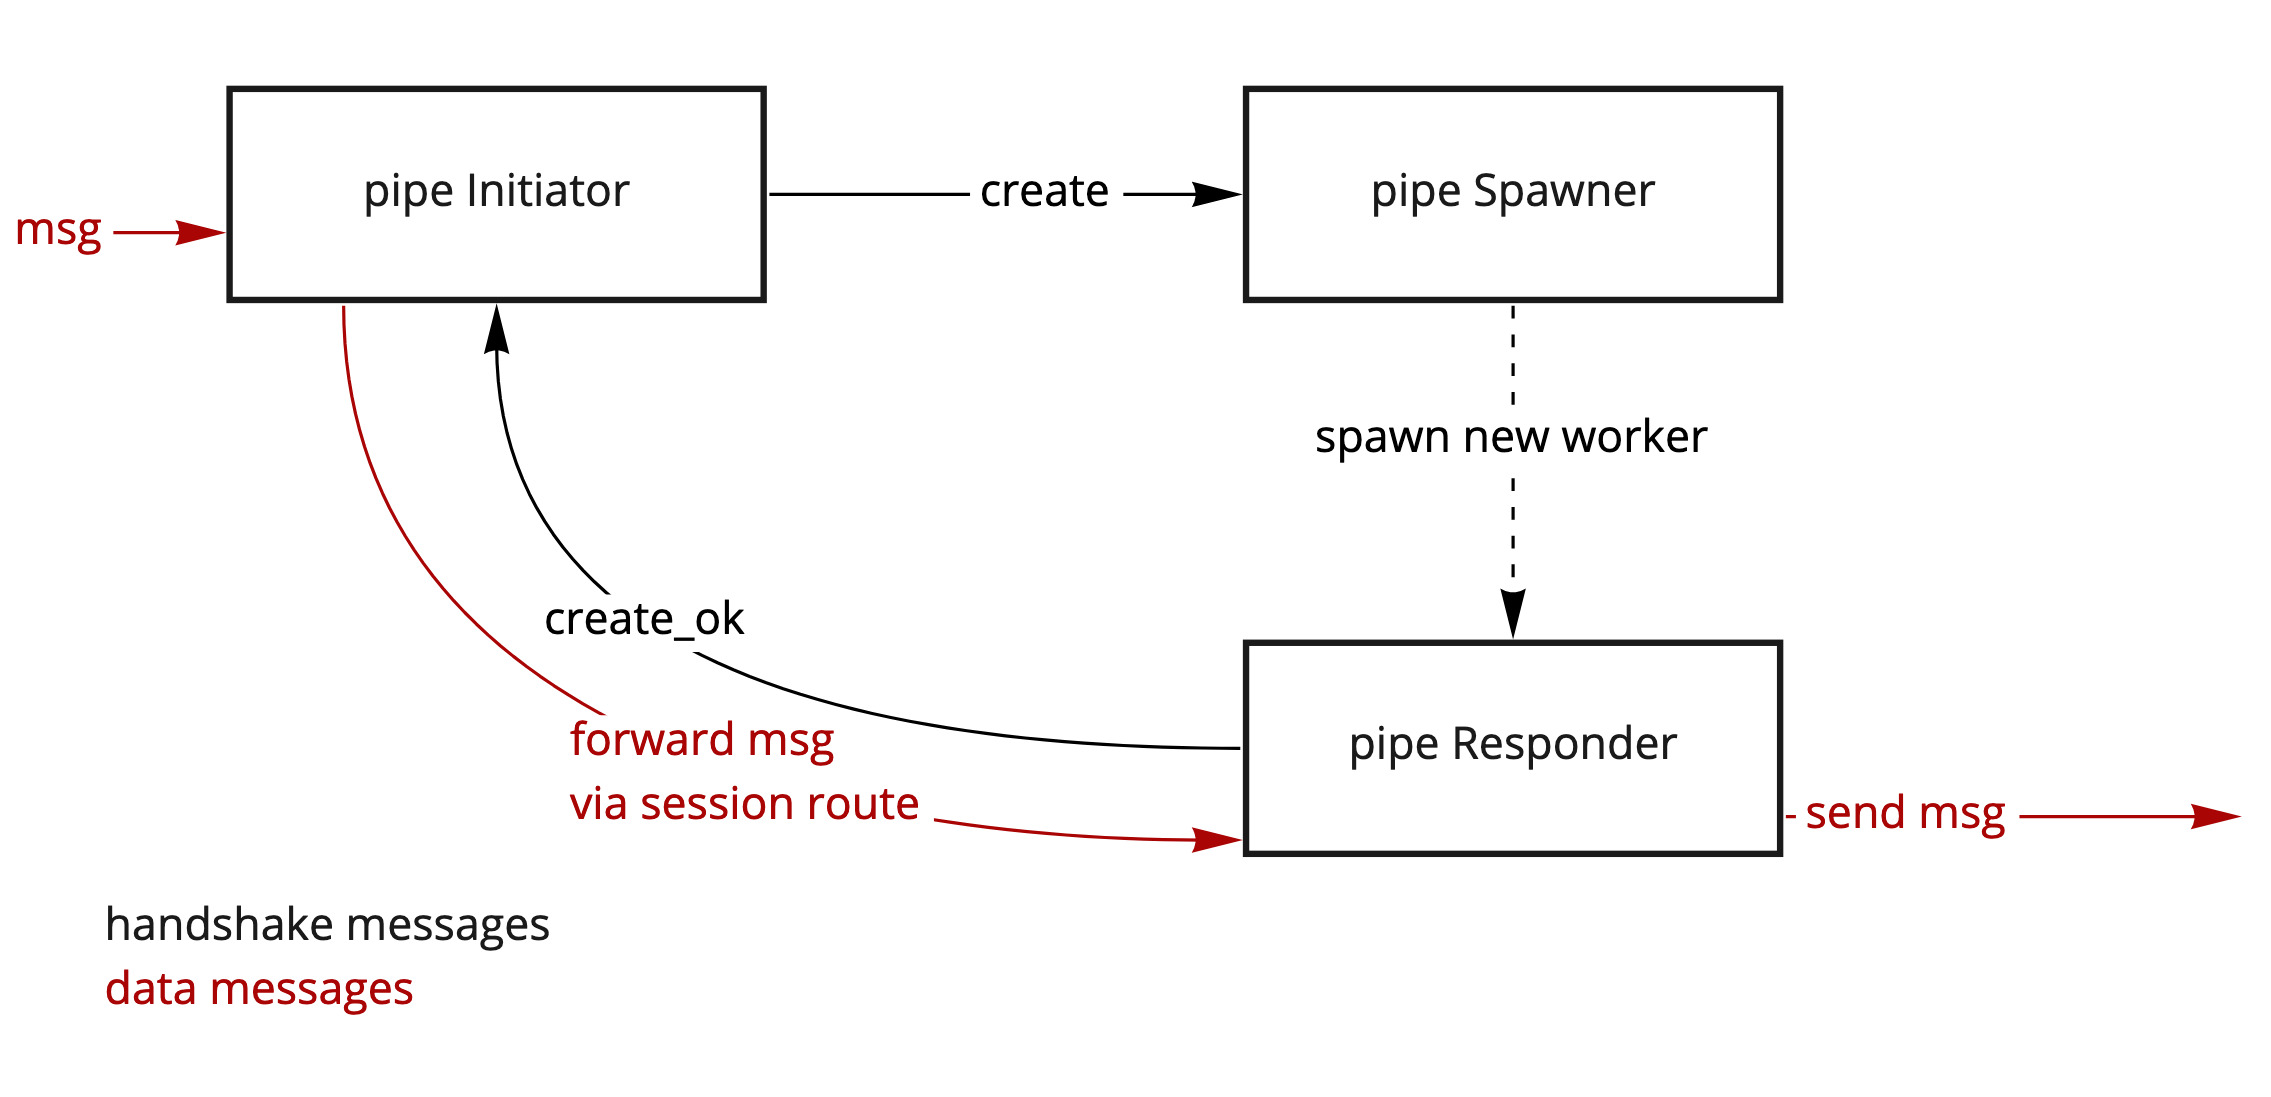 pipe Initiator
create
pipe Spawner
msg
spawn new worker
create_ok
forward msg
via session route
pipe Responder
send msg
handshake messages
data messages